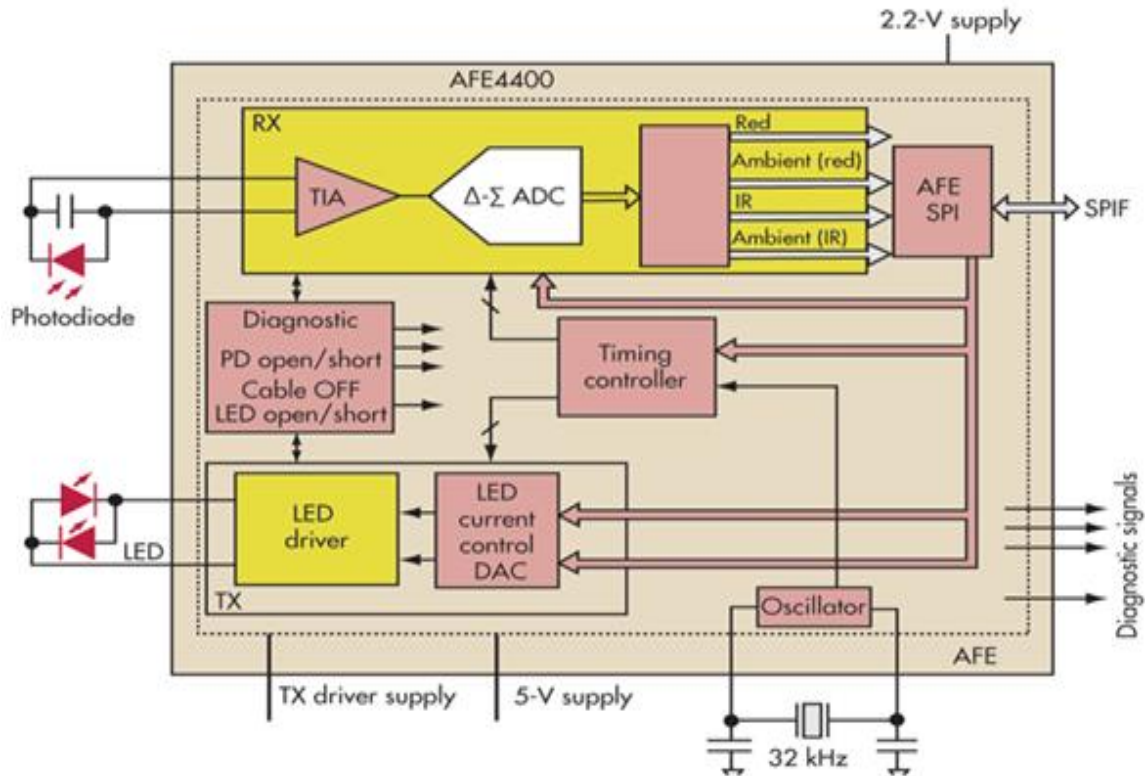 2.2-V supply
AFE4400
RX
Red
Ambient (red)
IR
Ambient (IR)
TIA
Δ-Σ ADC
AFE
SPI
SPIF
Photodiode
Diagnostic
PD open/short
Cable OFF
LED open/short
Timing
controller
LED
driver
LED
current
control
DAC
LED
TX
Oscillator
Diagnostic signals
AFE
TX driver supply
5-V supply
32 kHz